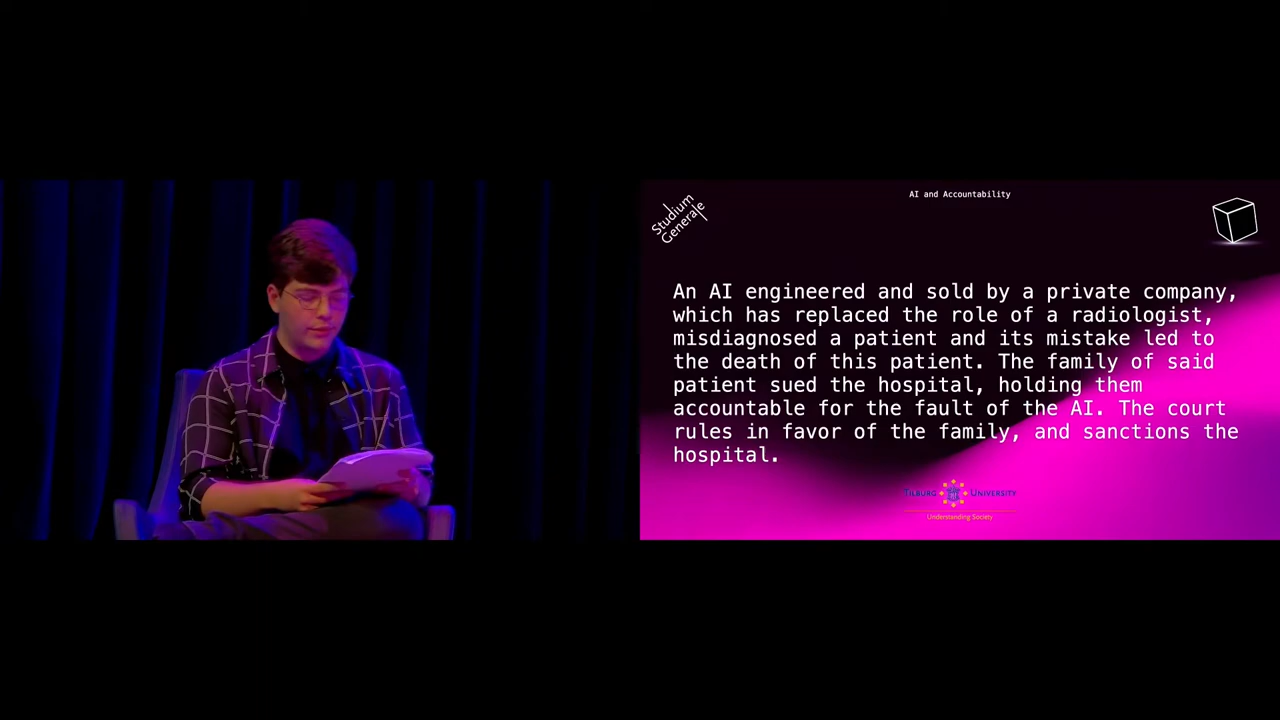 AI and Accountability
Studium
Generale
An AI engineered and sold by a private company,
which has replaced the role of a radiologist,
misdiagnosed a patient and its mistake led to
the death of this patient. The family of said
patient sued the hospital, holding them
accountable for the fault of the AI. The court
rules in favor of the family, and sanctions the
hospital.
TILBURG UNIVERSITY
Understanding Society